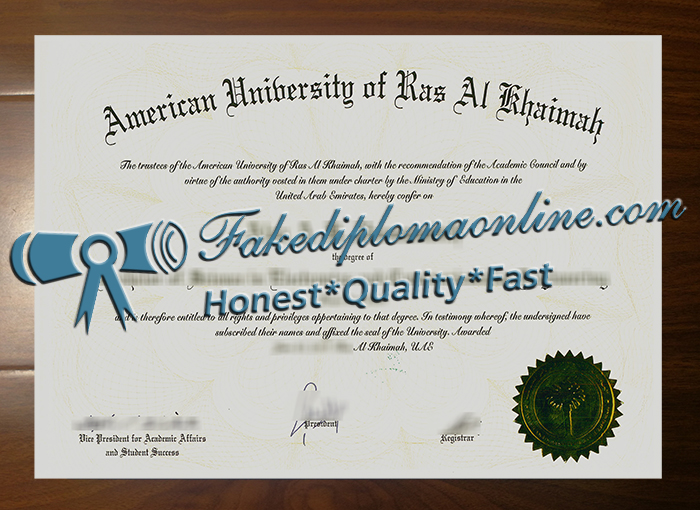 American University of Ras Al Khaimah
The trustees of the American University of Ras Al Khaimah, with the recommendation of the Academic Council and by
virtue of the authority vested in them under charter by the Ministry of Education in the
United Arab Emirates, hereby confer on
Fakediplomaonline.com
the degree of
Honest*Quality*Fast
and is therefore entitled to all rights and privileges appertaining to that degree. In testimony whereof, the undersigned have
subscribed their names and affixed the seal of the University. Awarded
Al Khaimah, UAE
Vice President for Academic Affairs
and Student Success
President
Registrar